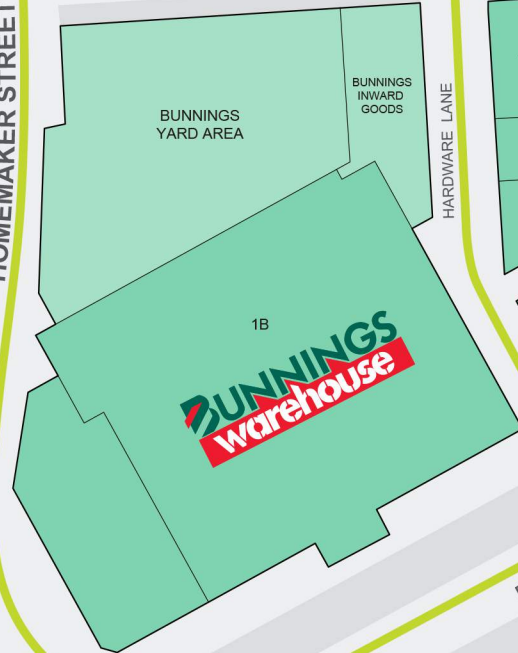 HOMEMAKER STREET
BUNNINGS
YARD AREA
BUNNINGS
INWARD
GOODS
HARDWARE LANE
1B
BUNNINGS
warehouse